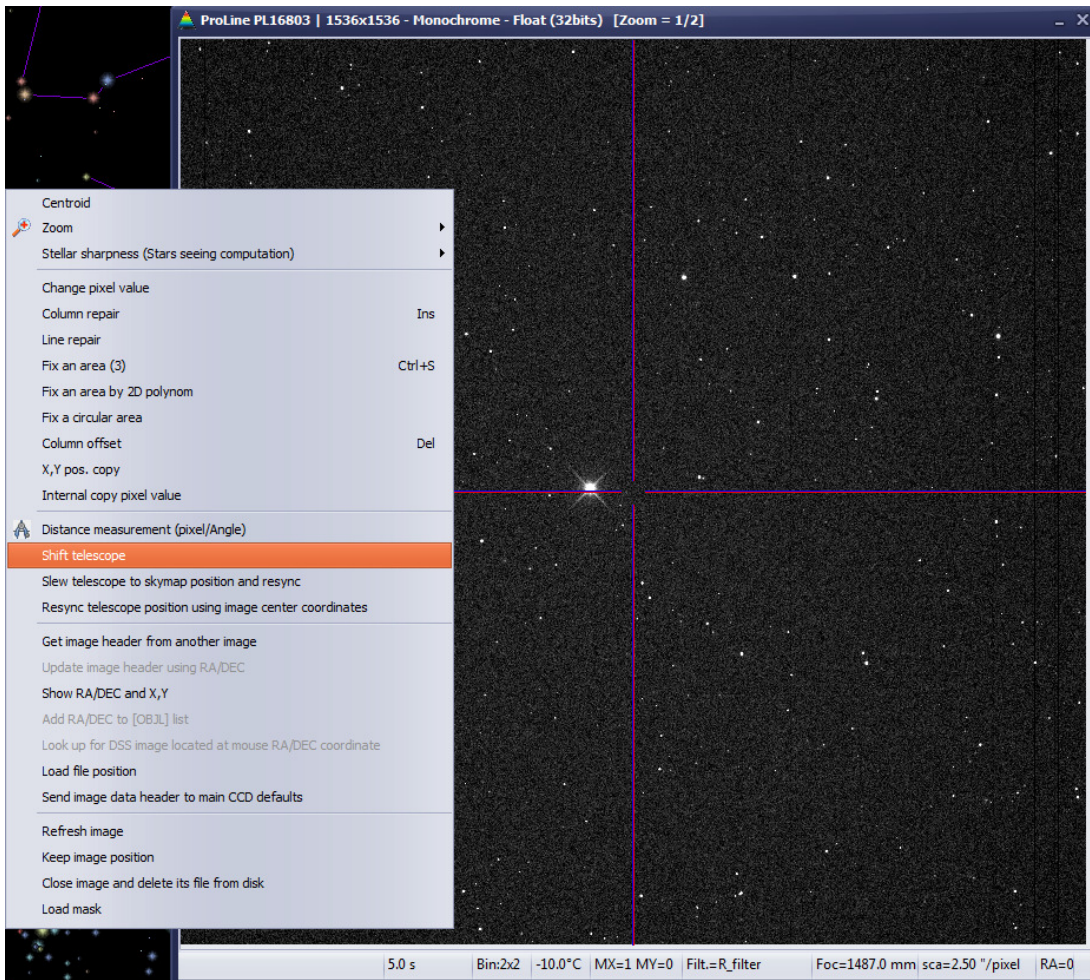 ProLine PL16803 | 1536x1536 - Monochrome - Float (32bits) [Zoom = 1/2]
Centroid
Zoom
Stellar sharpness (Stars seeing computation)
Change pixel value
Column repair Ins
Line repair
Fix an area (3) Ctrl+S
Fix an area by 2D polynom
Fix a circular area
Column offset Del
X,Y pos. copy
Internal copy pixel value
Distance measurement (pixel/Angle)
Shift telescope
Slew telescope to skymap position and resync
Resync telescope position using image center coordinates
Get image header from another image
Update image header using RA/DEC
Show RA/DEC and X,Y
Add RA/DEC to [OBJL] list
Look up for DSS image located at mouse RA/DEC coordinate
Load file position
Send image data header to main CCD defaults
Refresh image
Keep image position
Close image and delete its file from disk
Load mask
5.0 s Bin:2x2 -10.0°C MX=1 MY=0 Filt.=R_filter Foc=1487.0 mm sca=2.50 "/pixel RA=0